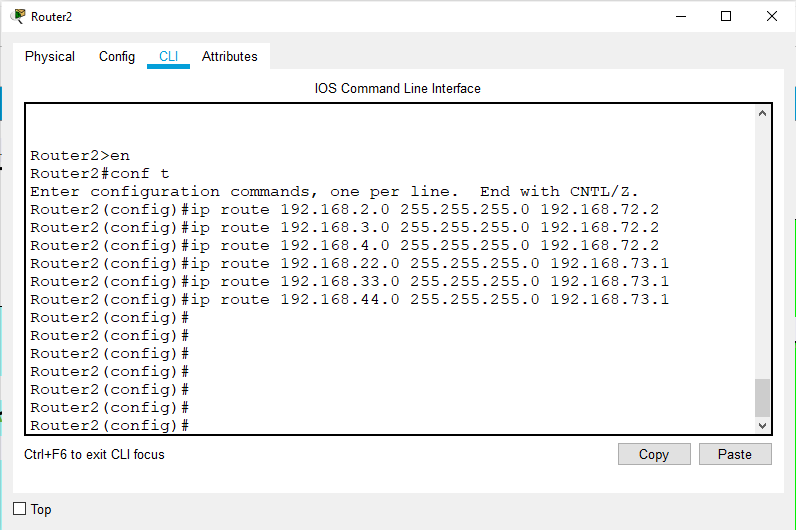 Router2
Physical Config CLI Attributes
IOS Command Line Interface
Router2>en
Router2#conf t
Enter configuration commands, one per line.  End with CNTL/Z.
Router2(config)#ip route 192.168.2.0 255.255.255.0 192.168.72.2
Router2(config)#ip route 192.168.3.0 255.255.255.0 192.168.72.2
Router2(config)#ip route 192.168.4.0 255.255.255.0 192.168.72.2
Router2(config)#ip route 192.168.22.0 255.255.255.0 192.168.73.1
Router2(config)#ip route 192.168.33.0 255.255.255.0 192.168.73.1
Router2(config)#ip route 192.168.44.0 255.255.255.0 192.168.73.1
Router2(config)#
Router2(config)#
Router2(config)#
Router2(config)#
Router2(config)#
Router2(config)#
Router2(config)#
Ctrl+F6 to exit CLI focus Copy Paste
Top